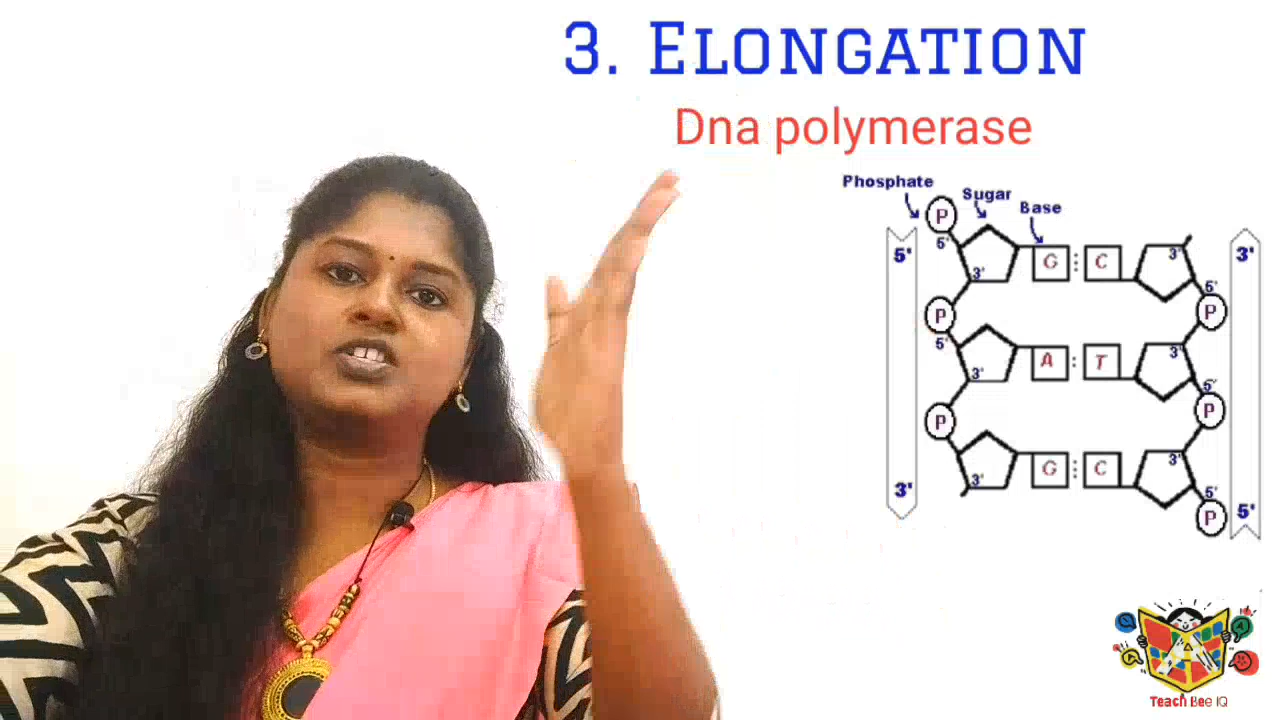 3. ELONGATION
Dna polymerase
Phosphate
Sugar
Base
P
5'
5'
3'
G : C
3'
5'
3'
P
P
5'
3'
A : T
3'
5'
P
P
3'
G : C
3'
3'
5'
P
5'
Teach Bee IQ